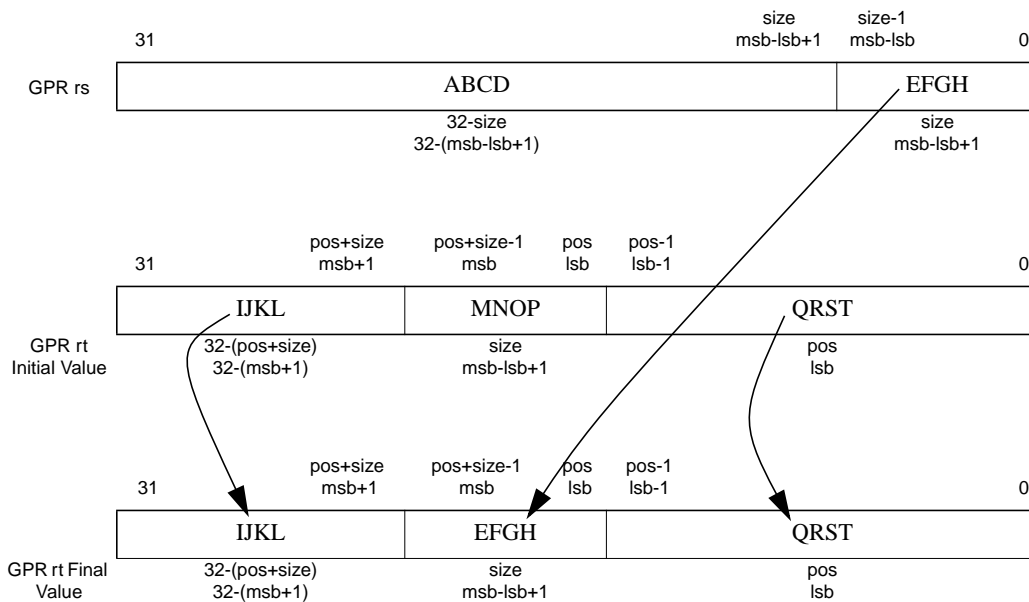 size size-1
31 msb-lsb+1 msb-lsb 0
GPR rs ABCD EFGH
32-size size
32-(msb-lsb+1) msb-lsb+1
pos+size pos+size-1 pos pos-1
31 msb+1 msb lsb lsb-1 0
IJKL MNOP QRST
GPR rt 32-(pos+size) size pos
Initial Value 32-(msb+1) msb-lsb+1 lsb
pos+size pos+size-1 pos pos-1
31 msb+1 msb lsb lsb-1 0
IJKL EFGH QRST
GPR rt Final 32-(pos+size) size pos
Value 32-(msb+1) msb-lsb+1 lsb